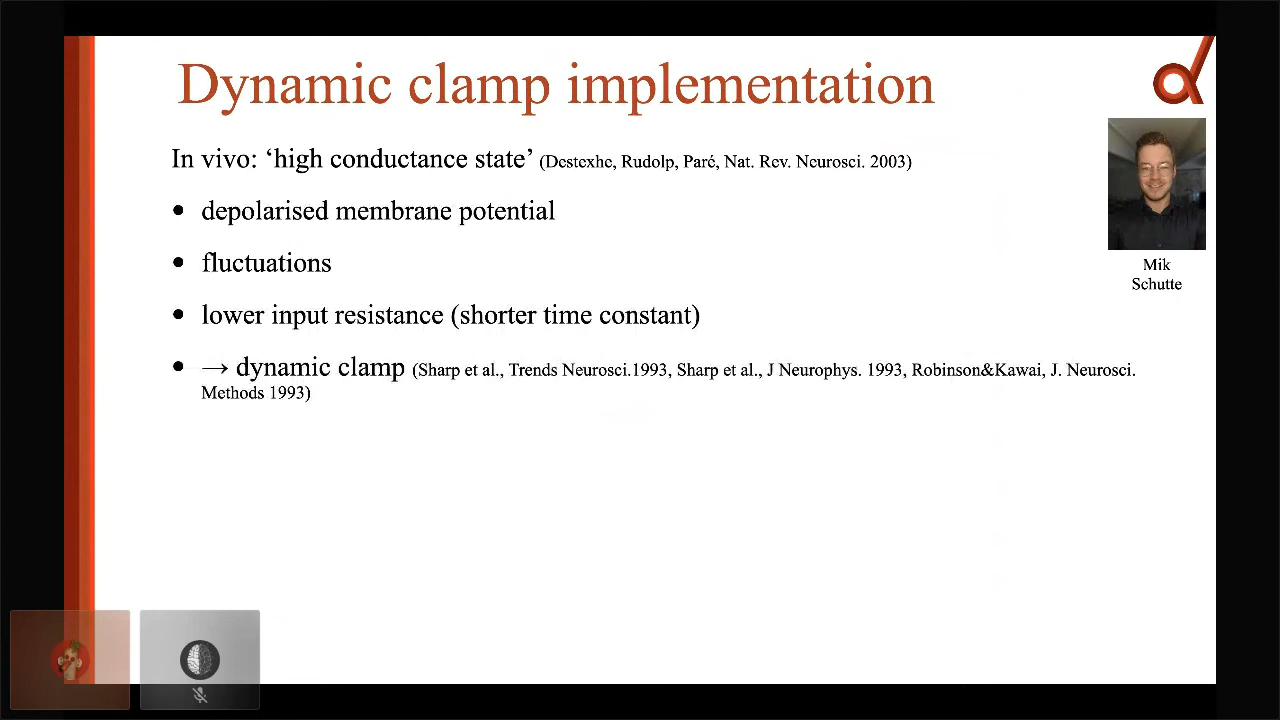 Dynamic clamp implementation
In vivo: ‘high conductance state’ (Destexhe, Rudolp, Paré, Nat. Rev. Neurosci. 2003)
• depolarised membrane potential
• fluctuations
• lower input resistance (shorter time constant)
• → dynamic clamp (Sharp et al., Trends Neurosci.1993, Sharp et al., J Neurophys. 1993, Robinson&Kawai, J. Neurosci.
Methods 1993)
Mik
Schutte